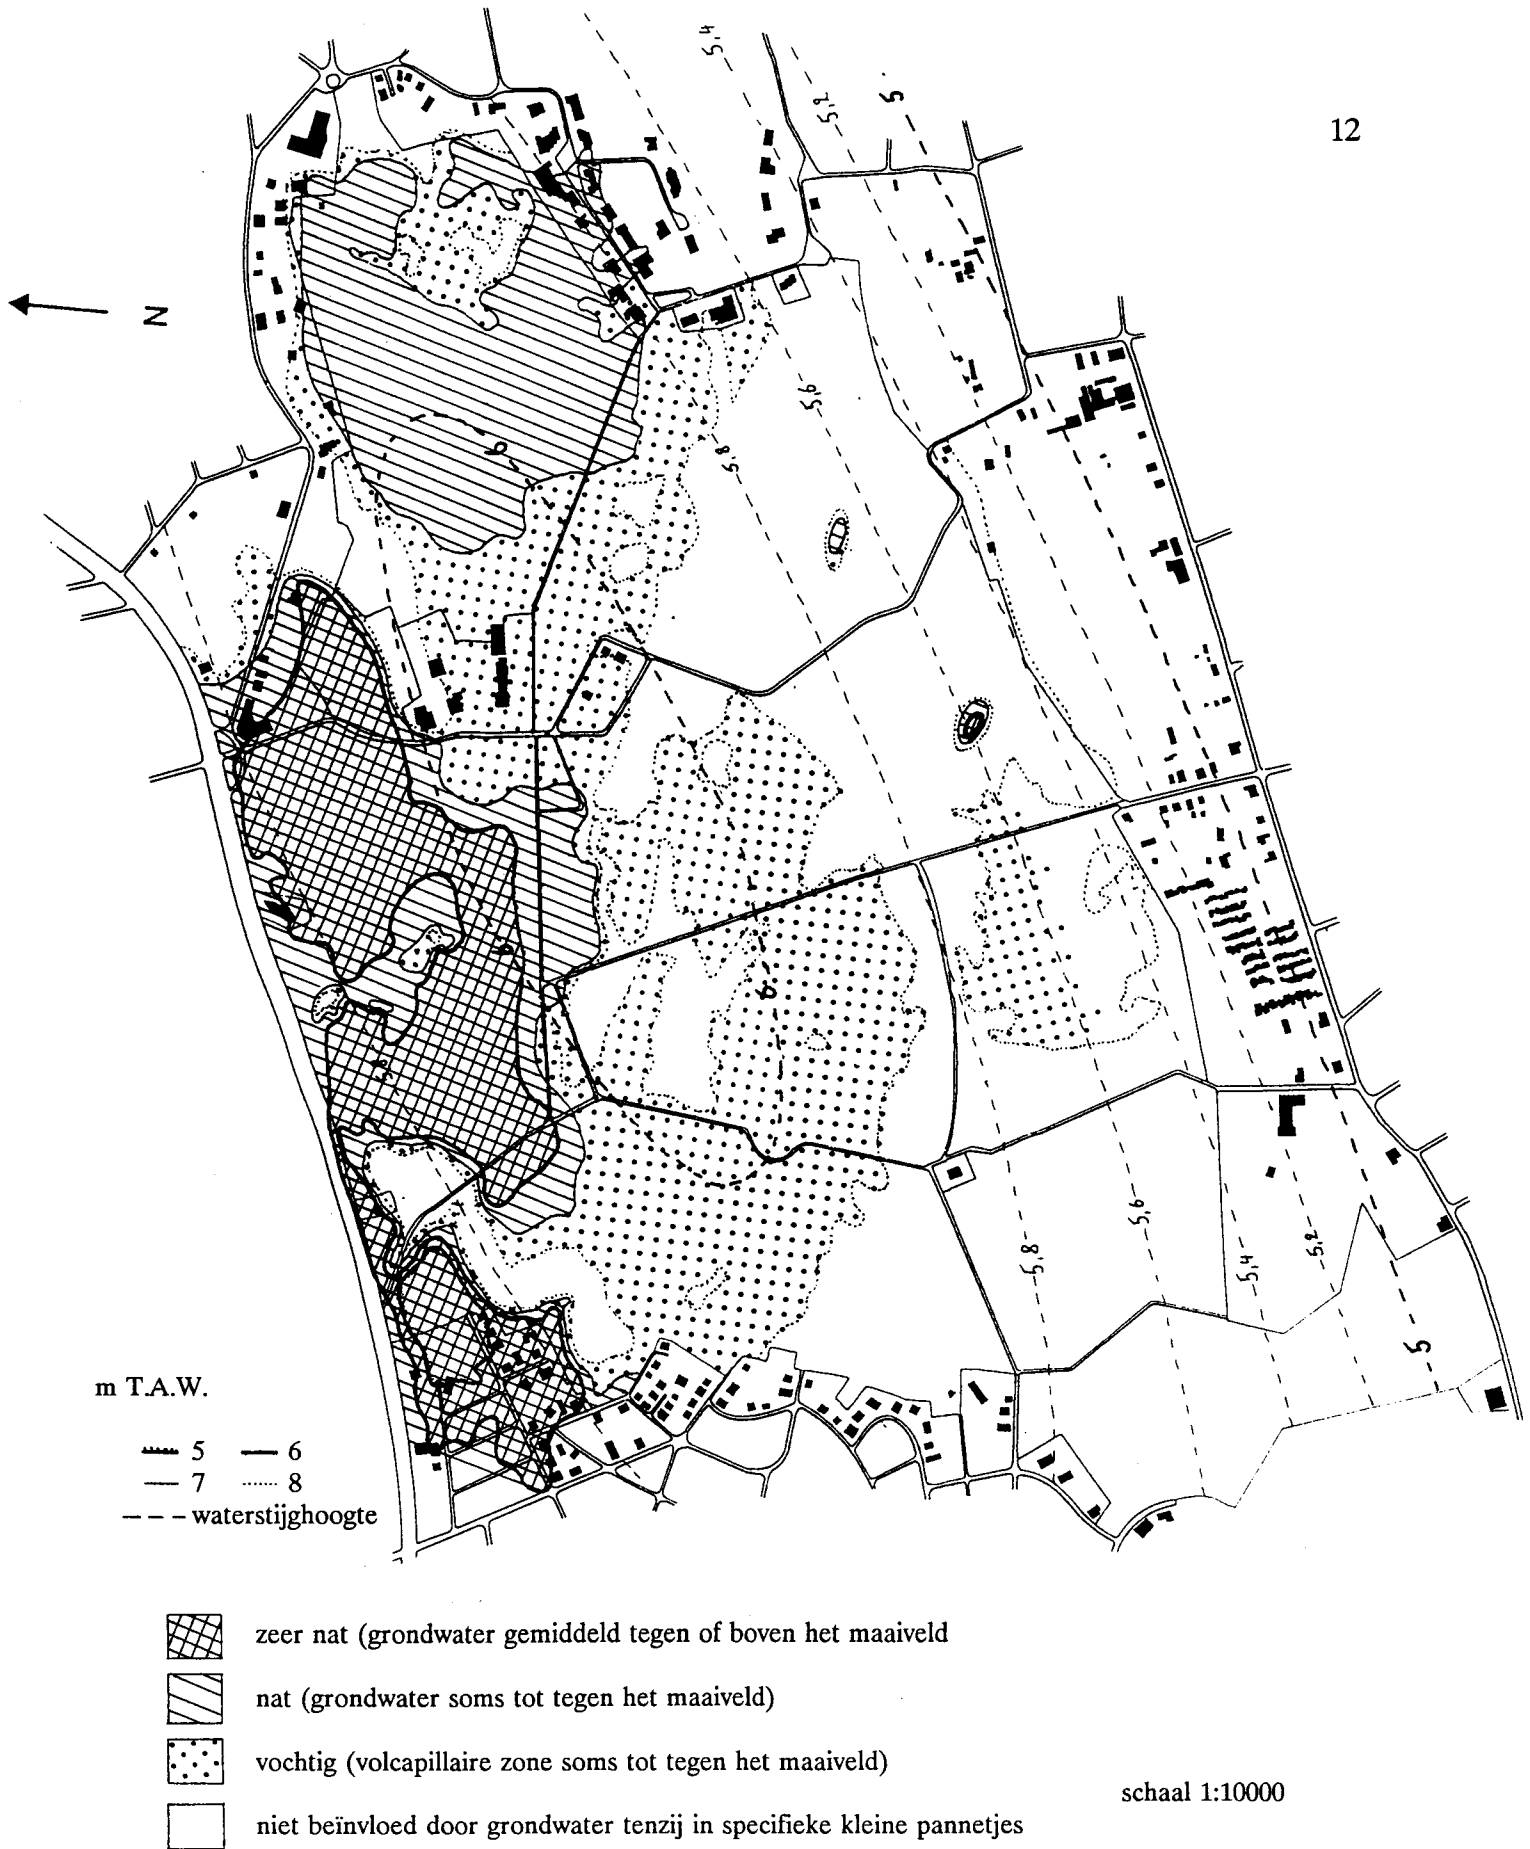 12
5,4
5,2
5
N
5,6
6
5,8
6
6
5,8
5,8
5,6
5,4
5,2
5
m T.A.W.
5 6
7 8
waterstijghoogte
zeer nat (grondwater gemiddeld tegen of boven het maaiveld
nat (grondwater soms tot tegen het maaiveld)
vochtig (volcapillaire zone soms tot tegen het maaiveld)
schaal 1:10000
niet beïnvloed door grondwater tenzij in specifieke kleine pannetjes